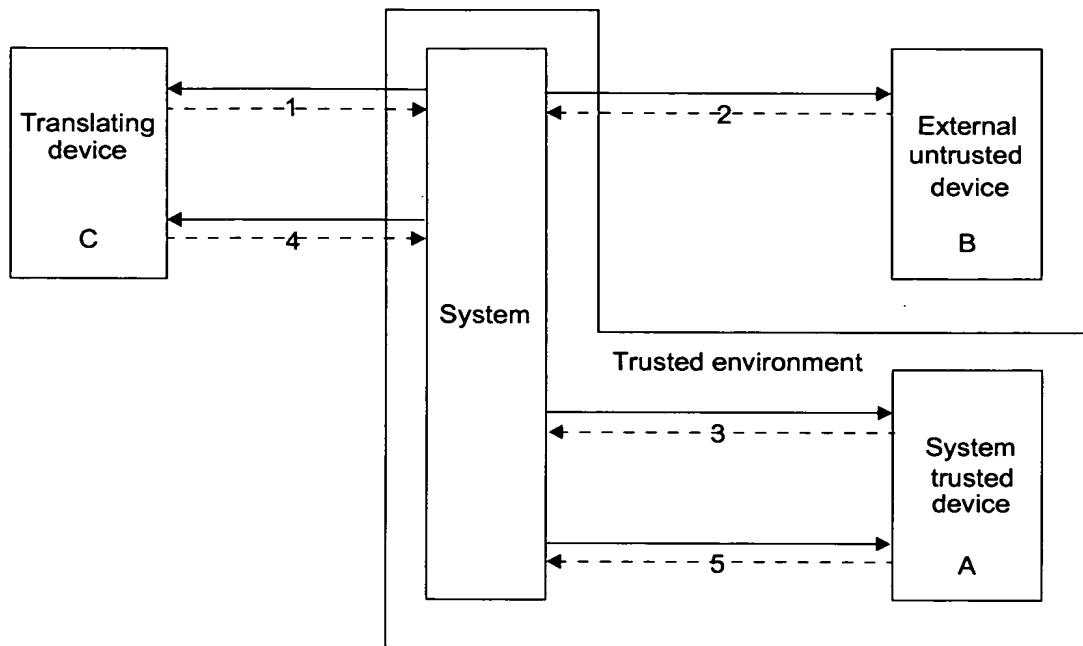 Translating
device
C
1
4
System
2
External
untrusted
device
B
Trusted environment
3
5
System
trusted
device
A